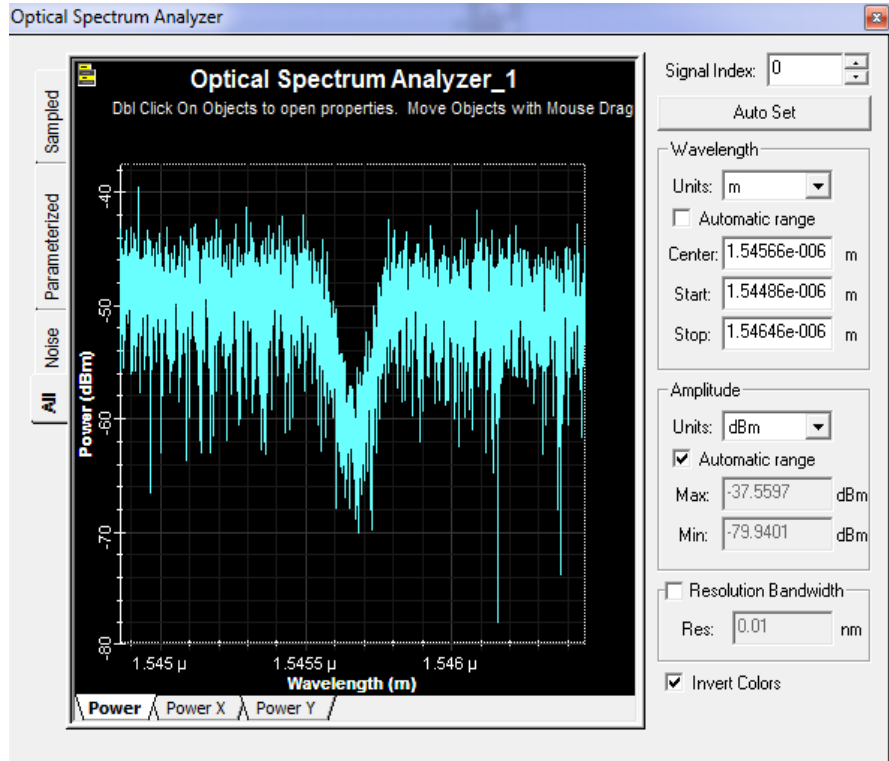 Optical Spectrum Analyzer
Sampled
Parameterized
Noise
All
Optical Spectrum Analyzer_1
Dbl Click On Objects to open properties. Move Objects with Mouse Drag
Power (dBm)
-40
-50
-60
-70
-80
1.545 µ
1.5455 µ
1.546 µ
Wavelength (m)
Power
Power X
Power Y
Signal Index: 0
Auto Set
Wavelength
Units: m
Automatic range
Center: 1.54566e-006 m
Start: 1.54486e-006 m
Stop: 1.54646e-006 m
Amplitude
Units: dBm
Automatic range
Max: -37.5597 dBm
Min: -79.9401 dBm
Resolution Bandwidth
Res: 0.01 nm
Invert Colors